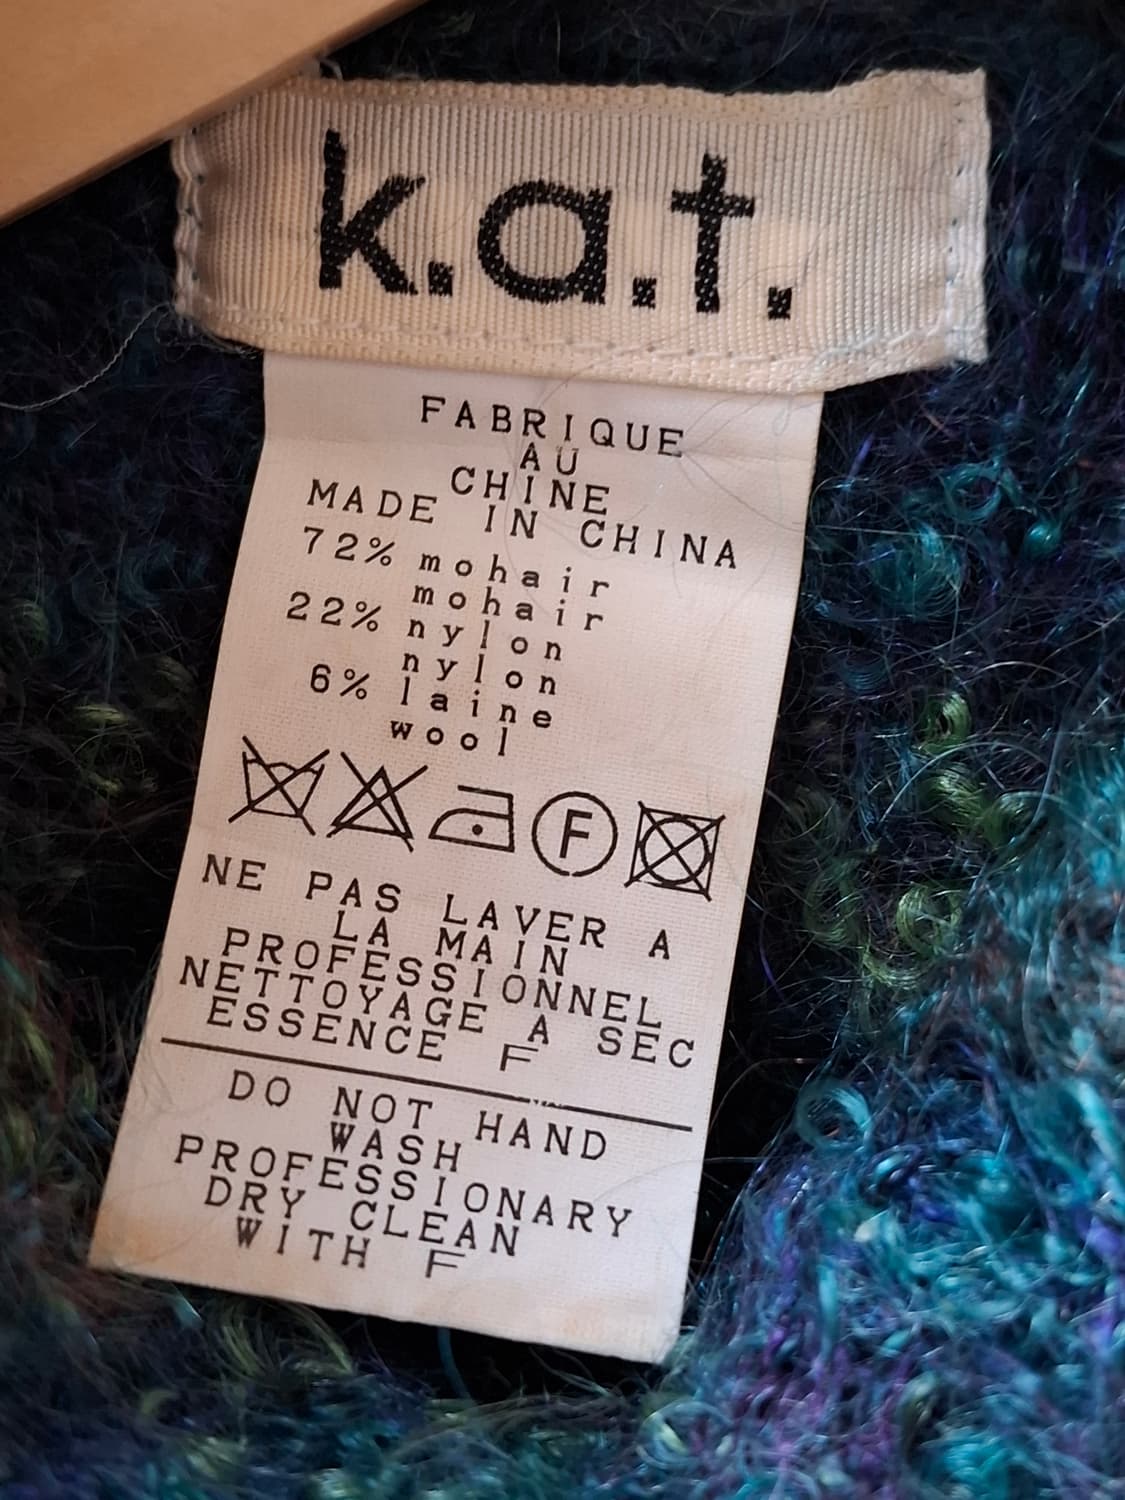 k.a.t.
FABRIQUE
AU
CHINE
MADE IN CHINA
72% mohair
mohair
22% nylon
nylon
6% laine
wool
F
NE PAS LAVER A
LA MAIN
PROFESSIONNEL
NETTOYAGE A SEC
ESSENCE F
DO NOT HAND
WASH
PROFESSIONARY
DRY CLEAN
WITH F